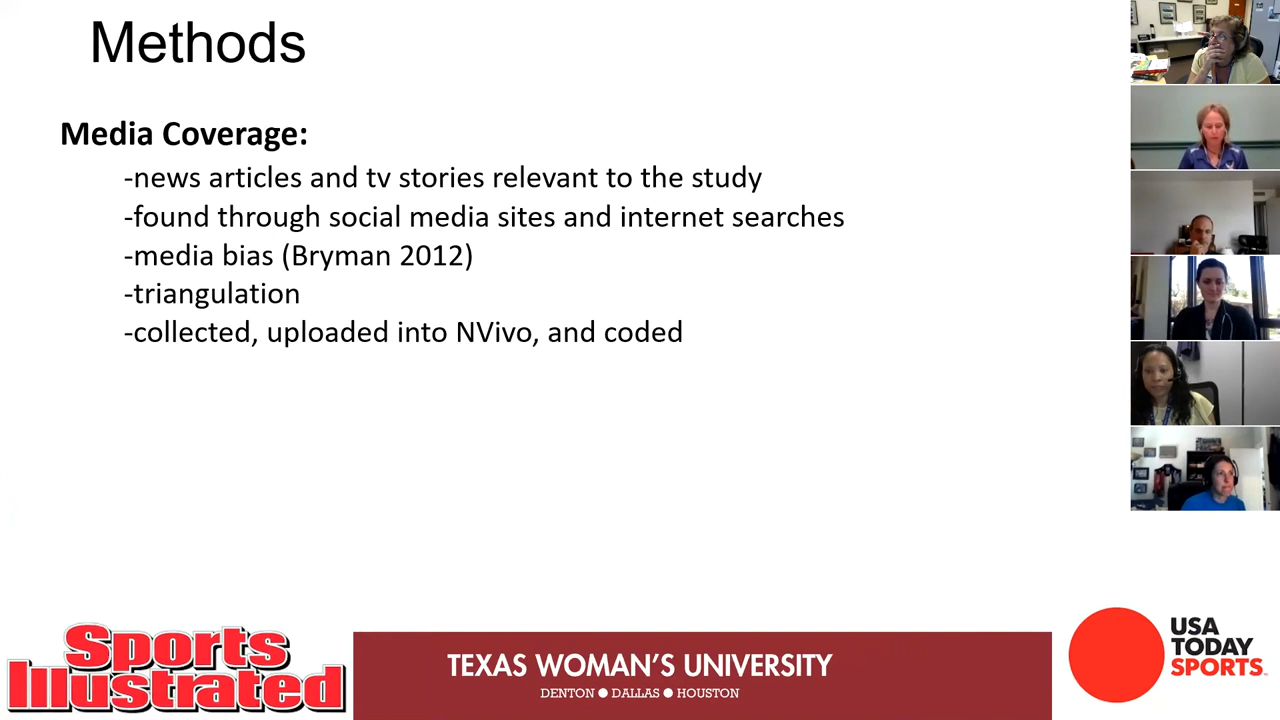 Methods
Media Coverage:
-news articles and tv stories relevant to the study
-found through social media sites and internet searches
-media bias (Bryman 2012)
-triangulation
-collected, uploaded into NVivo, and coded
Sports
Illustrated
TEXAS WOMAN'S UNIVERSITY
DENTON ● DALLAS ● HOUSTON
USA
TODAY
SPORTS